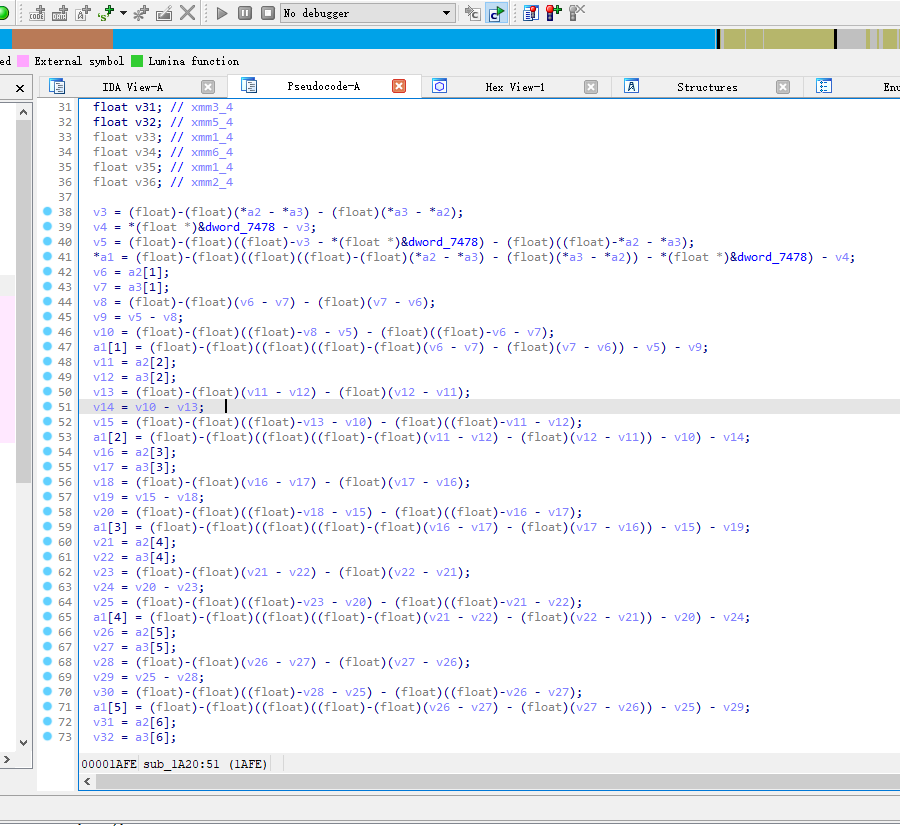 No debugger
ed External symbol Lumina function
IDA View-A Pseudocode-A Hex View-1 Structures Enu
31 float v31; // xmm3_4
32 float v32; // xmm5_4
33 float v33; // xmm1_4
34 float v34; // xmm6_4
35 float v35; // xmm1_4
36 float v36; // xmm2_4
37
38 v3 = (float)-(float)(*a2 - *a3) - (float)(*a3 - *a2);
39 v4 = *(float *)&dword_7478 - v3;
40 v5 = (float)-(float)((float)-v3 - *(float *)&dword_7478) - (float)((float)-*a2 - *a3);
41 *a1 = (float)-(float)((float)((float)-(float)(*a2 - *a3) - (float)(*a3 - *a2)) - *(float *)&dword_7478) - v4;
42 v6 = a2[1];
43 v7 = a3[1];
44 v8 = (float)-(float)(v6 - v7) - (float)(v7 - v6);
45 v9 = v5 - v8;
46 v10 = (float)-(float)((float)-v8 - v5) - (float)((float)-v6 - v7);
47 a1[1] = (float)-(float)((float)((float)-(float)(v6 - v7) - (float)(v7 - v6)) - v5) - v9;
48 v11 = a2[2];
49 v12 = a3[2];
50 v13 = (float)-(float)(v11 - v12) - (float)(v12 - v11);
51 v14 = v10 - v13;
52 v15 = (float)-(float)((float)-v13 - v10) - (float)((float)-v11 - v12);
53 a1[2] = (float)-(float)((float)((float)-(float)(v11 - v12) - (float)(v12 - v11)) - v10) - v14;
54 v16 = a2[3];
55 v17 = a3[3];
56 v18 = (float)-(float)(v16 - v17) - (float)(v17 - v16);
57 v19 = v15 - v18;
58 v20 = (float)-(float)((float)-v18 - v15) - (float)((float)-v16 - v17);
59 a1[3] = (float)-(float)((float)((float)-(float)(v16 - v17) - (float)(v17 - v16)) - v15) - v19;
60 v21 = a2[4];
61 v22 = a3[4];
62 v23 = (float)-(float)(v21 - v22) - (float)(v22 - v21);
63 v24 = v20 - v23;
64 v25 = (float)-(float)((float)-v23 - v20) - (float)((float)-v21 - v22);
65 a1[4] = (float)-(float)((float)((float)-(float)(v21 - v22) - (float)(v22 - v21)) - v20) - v24;
66 v26 = a2[5];
67 v27 = a3[5];
68 v28 = (float)-(float)(v26 - v27) - (float)(v27 - v26);
69 v29 = v25 - v28;
70 v30 = (float)-(float)((float)-v28 - v25) - (float)((float)-v26 - v27);
71 a1[5] = (float)-(float)((float)((float)-(float)(v26 - v27) - (float)(v27 - v26)) - v25) - v29;
72 v31 = a2[6];
73 v32 = a3[6];
00001AFE sub_1A20:51 (1AFE)